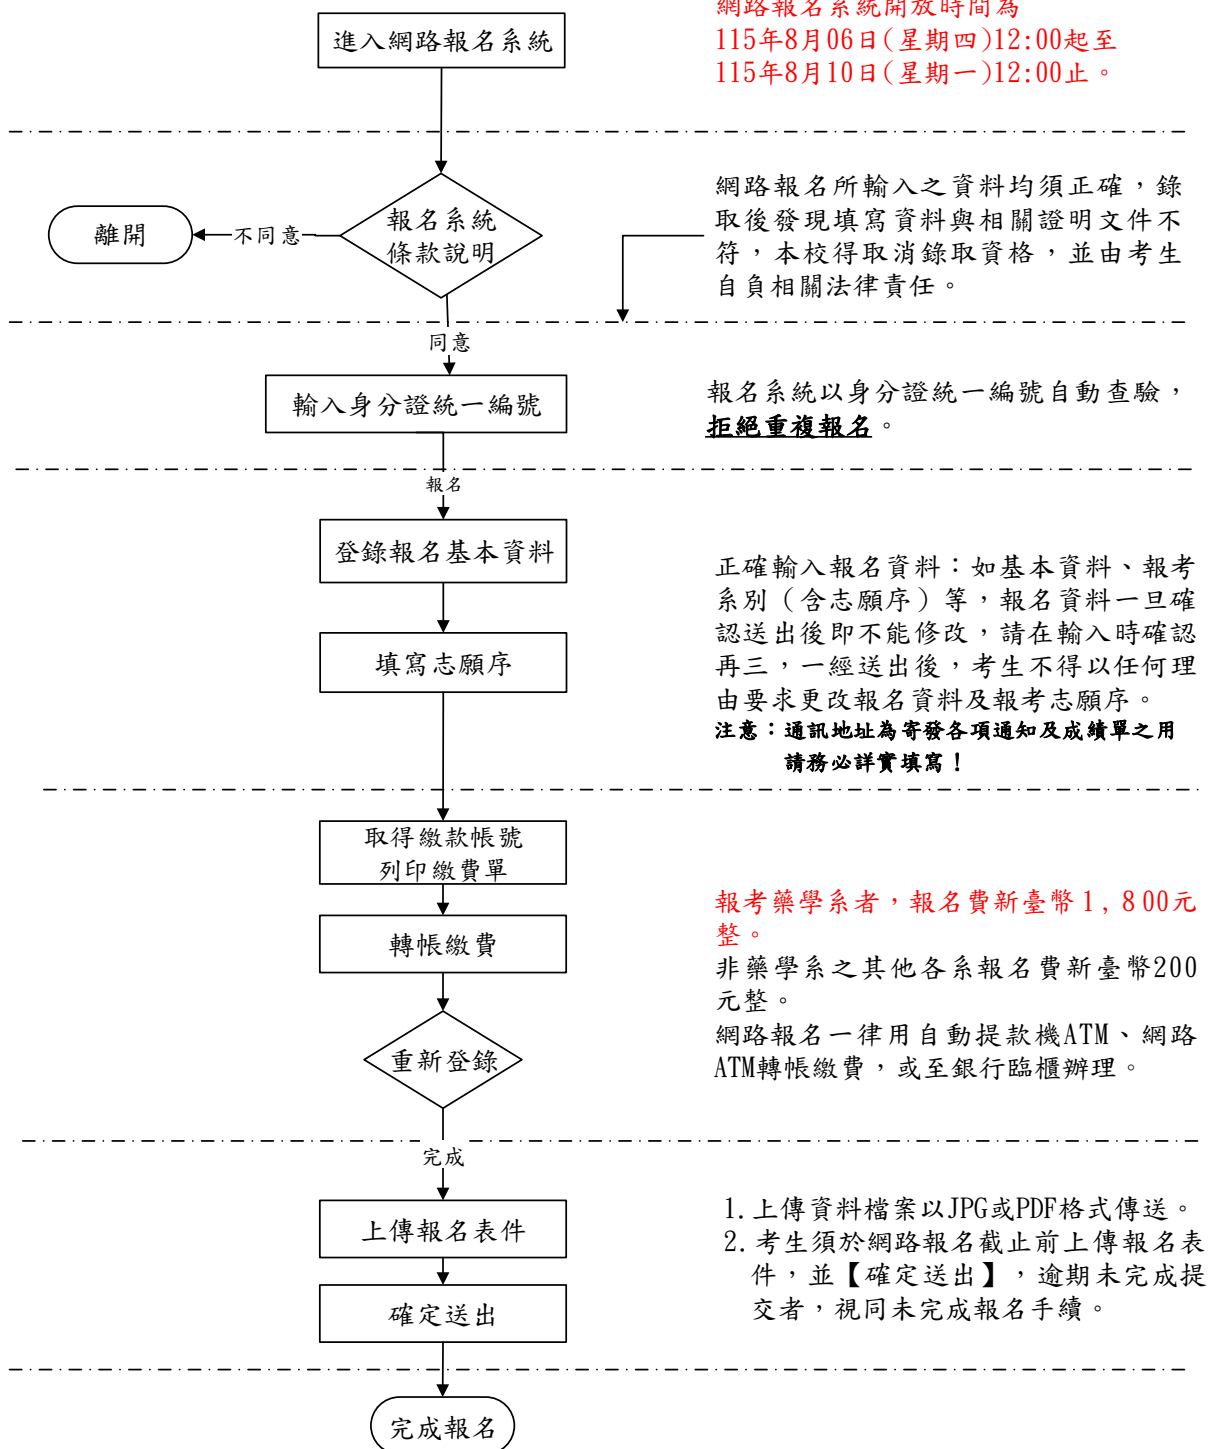 網路報名系統開放時間為
115年8月06日(星期四)12:00起至
115年8月10日(星期一)12:00止。
進入網路報名系統
網路報名所輸入之資料均須正確，錄
取後發現填寫資料與相關證明文件不
符，本校得取消錄取資格，並由考生
自負相關法律責任。
報名系統
條款說明
不同意
離開
同意
輸入身分證統一編號
報名系統以身分證統一編號自動查驗，
拒絕重複報名。
報名
登錄報名基本資料
填寫志願序
正確輸入報名資料：如基本資料、報考
系別（含志願序）等，報名資料一旦確
認送出後即不能修改，請在輸入時確認
再三，一經送出後，考生不得以任何理
由要求更改報名資料及報考志願序。
注意：通訊地址為寄發各項通知及成績單之用
請務必詳實填寫！
取得繳款帳號
列印繳費單
轉帳繳費
重新登錄
報考藥學系者，報名費新臺幣1,800元
整。
非藥學系之其他各系報名費新臺幣200
元整。
網路報名一律用自動提款機ATM、網路
ATM轉帳繳費，或至銀行臨櫃辦理。
完成
上傳報名表件
確定送出
1.上傳資料檔案以JPG或PDF格式傳送。
2.考生須於網路報名截止前上傳報名表
件，並【確定送出】，逾期未完成提
交者，視同未完成報名手續。
完成報名